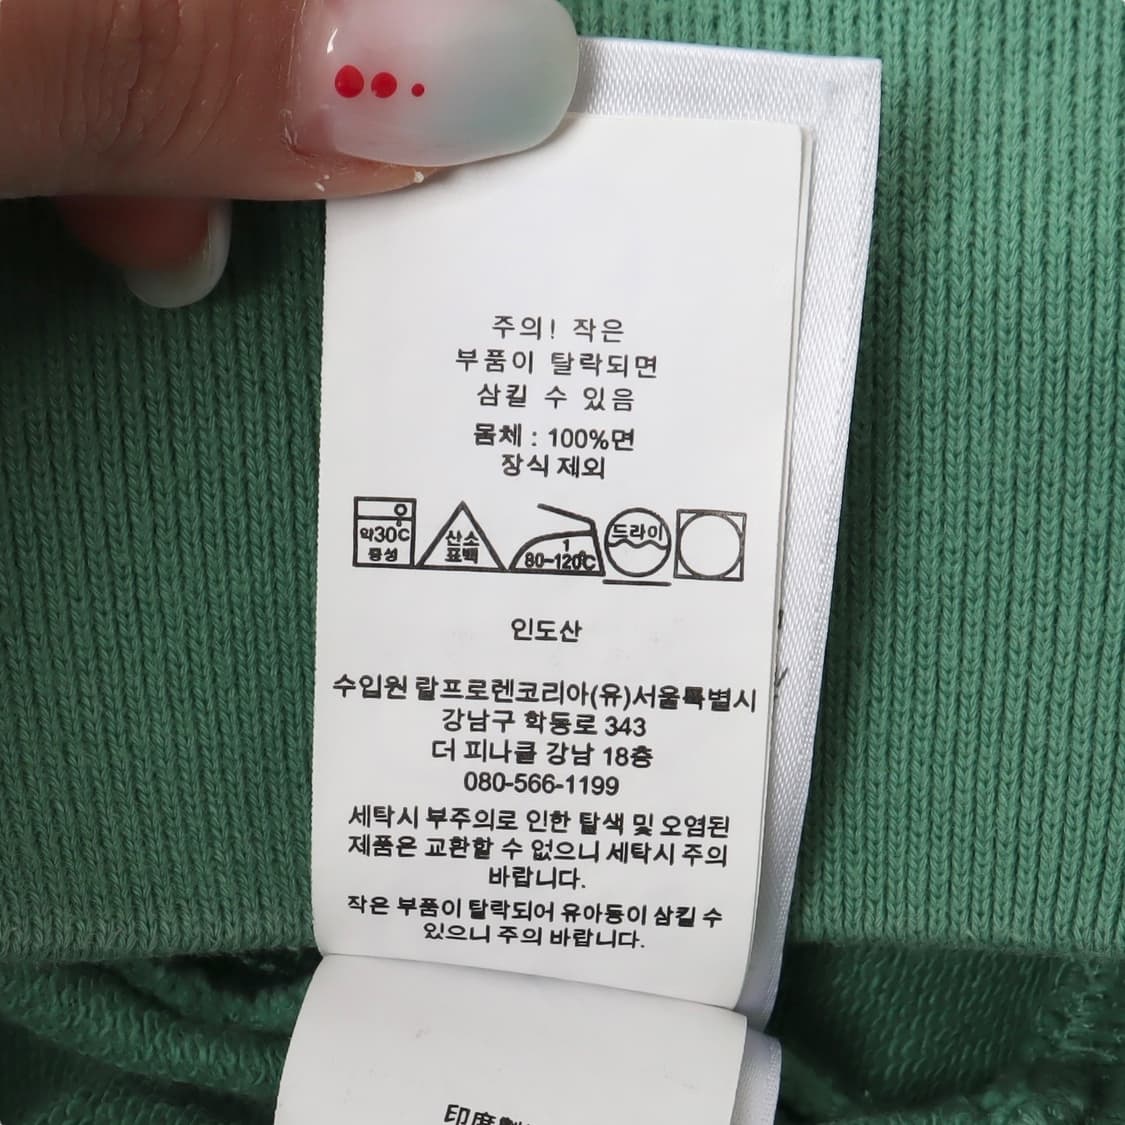 주의! 작은
부품이 탈락되면
삼킬 수 있음
몸체 : 100%면
장식 제외
약30℃
중성
산소
표백
1
80-120℃
드라이
인도산
수입원 랄프로렌코리아(유)서울특별시
강남구 학동로 343
더 피나클 강남 18층
080-566-1199
세탁시 부주의로 인한 탈색 및 오염된
제품은 교환할 수 없으니 세탁시 주의
바랍니다.
작은 부품이 탈락되어 유아등이 삼킬 수
있으니 주의 바랍니다.
印度製